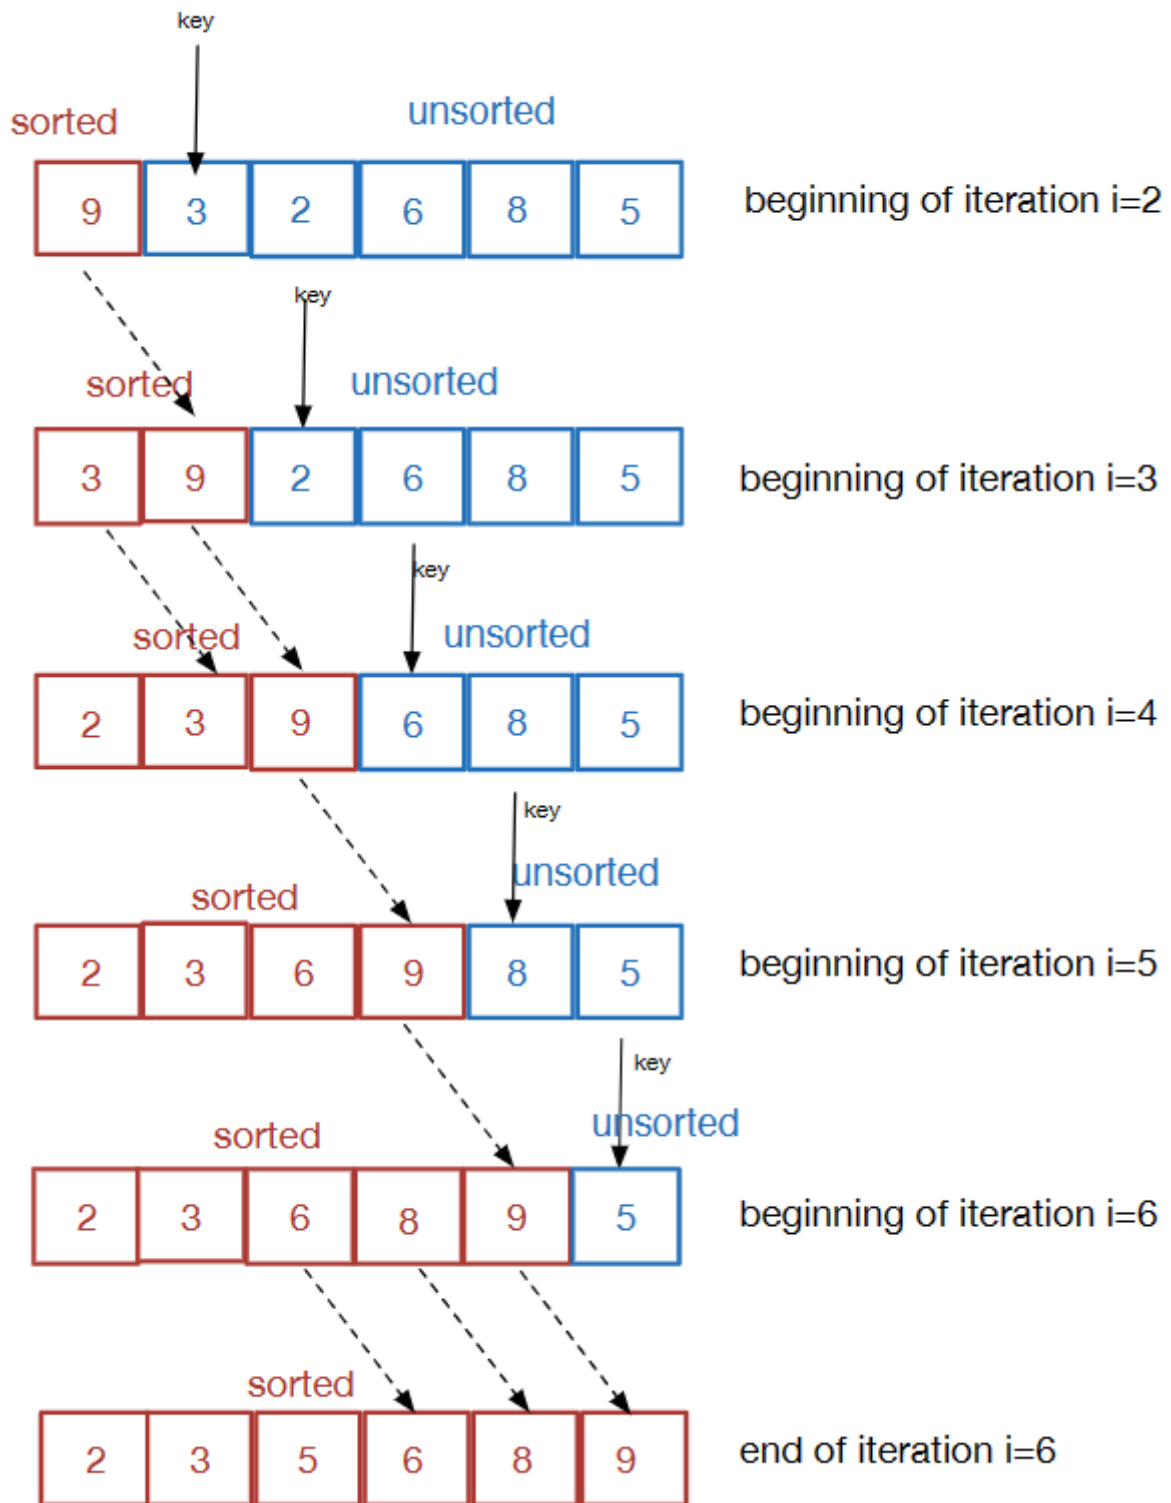 key
sorted
unsorted
9 3 2 6 8 5
beginning of iteration i=2
key
sorted
unsorted
3 9 2 6 8 5
beginning of iteration i=3
key
sorted
unsorted
2 3 9 6 8 5
beginning of iteration i=4
key
sorted
unsorted
2 3 6 9 8 5
beginning of iteration i=5
key
sorted
unsorted
2 3 6 8 9 5
beginning of iteration i=6
sorted
2 3 5 6 8 9
end of iteration i=6